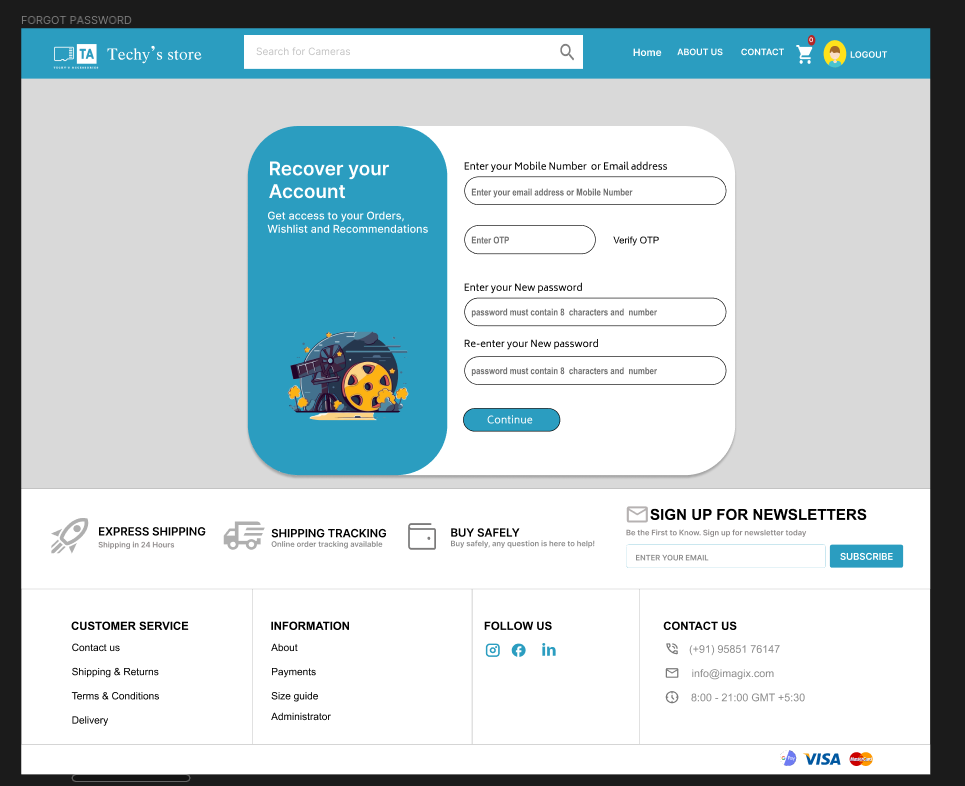 FORGOT PASSWORD
TA Techy's store
Search for Cameras
Home ABOUT US CONTACT 0 LOGOUT
Recover your
Account
Get access to your Orders,
Wishlist and Recommendations
Enter your Mobile Number or Email address
Enter your email address or Mobile Number
Enter OTP Verify OTP
Enter your New password
password must contain 8 characters and number
Re-enter your New password
password must contain 8 characters and number
Continue
EXPRESS SHIPPING
Shipping in 24 Hours
SHIPPING TRACKING
Online order tracking available
BUY SAFELY
Buy safely, any question is here to help!
SIGN UP FOR NEWSLETTERS
Be the First to Know. Sign up for newsletter today
ENTER YOUR EMAIL SUBSCRIBE
CUSTOMER SERVICE
Contact us
Shipping & Returns
Terms & Conditions
Delivery
INFORMATION
About
Payments
Size guide
Administrator
FOLLOW US
in
CONTACT US
(+91) 95851 76147
info@imagix.com
8:00 - 21:00 GMT +5:30
Pay VISA MasterCard